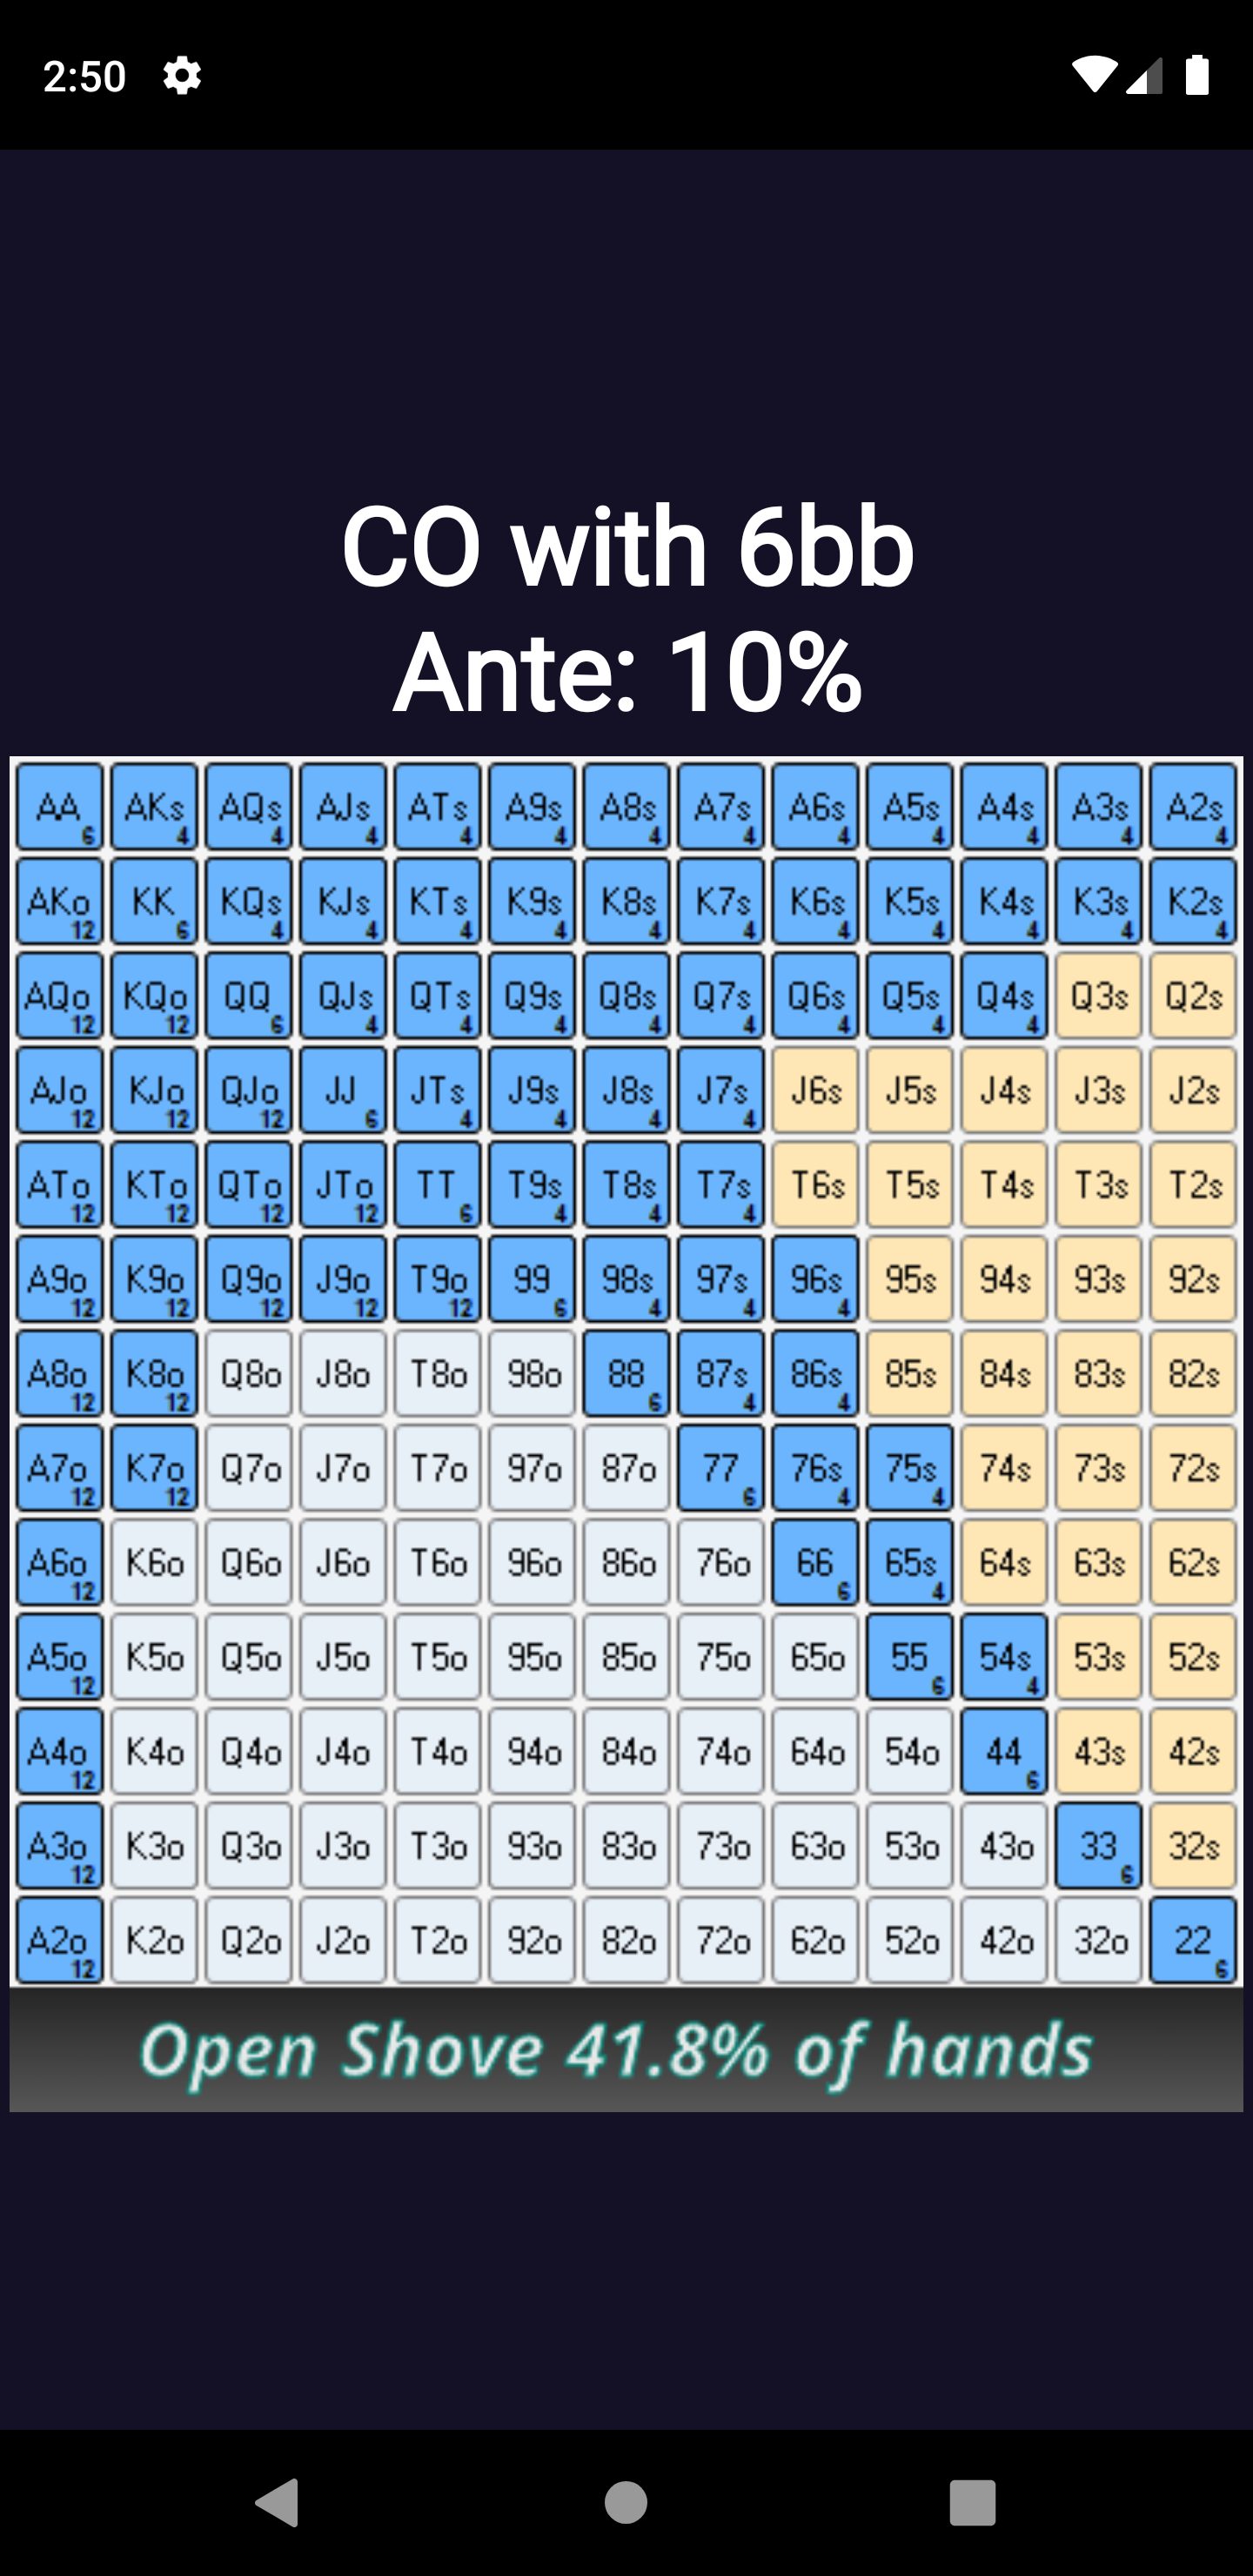 2:50
CO with 6bb
Ante: 10%
AA 6 AKs 4 AQs 4 AJs 4 ATs 4 A9s 4 A8s 4 A7s 4 A6s 4 A5s 4 A4s 4 A3s 4 A2s 4
AKo 12 KK 6 KQs 4 KJs 4 KTs 4 K9s 4 K8s 4 K7s 4 K6s 4 K5s 4 K4s 4 K3s 4 K2s 4
AQo 12 KQo 12 QQ 6 QJs 4 QTs 4 Q9s 4 Q8s 4 Q7s 4 Q6s 4 Q5s 4 Q4s 4 Q3s Q2s
AJo 12 KJo 12 QJo 12 JJ 6 JTs 4 J9s 4 J8s 4 J7s 4 J6s J5s J4s J3s J2s
ATo 12 KTo 12 QTo 12 JTo 12 TT 6 T9s 4 T8s 4 T7s 4 T6s T5s T4s T3s T2s
A9o 12 K9o 12 Q9o 12 J9o 12 T9o 12 99 6 98s 4 97s 4 96s 4 95s 94s 93s 92s
A8o 12 K8o 12 Q8o J8o T8o 98o 88 6 87s 4 86s 4 85s 84s 83s 82s
A7o 12 K7o 12 Q7o J7o T7o 97o 87o 77 6 76s 4 75s 4 74s 73s 72s
A6o 12 K6o Q6o J6o T6o 96o 86o 76o 66 6 65s 4 64s 63s 62s
A5o 12 K5o Q5o J5o T5o 95o 85o 75o 65o 55 6 54s 4 53s 52s
A4o 12 K4o Q4o J4o T4o 94o 84o 74o 64o 54o 44 6 43s 42s
A3o 12 K3o Q3o J3o T3o 93o 83o 73o 63o 53o 43o 33 6 32s
A2o 12 K2o Q2o J2o T2o 92o 82o 72o 62o 52o 42o 32o 22 6
Open Shove 41.8% of hands